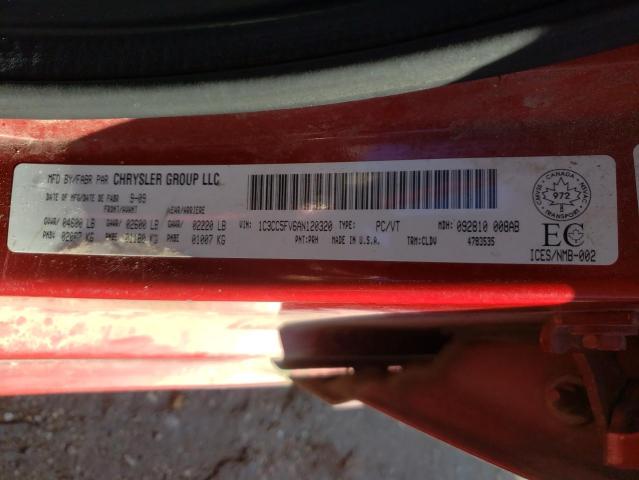 MFD BY/FABR PAR CHRYSLER GROUP LLC
DATE OF MFG/DATE DE FABR 9-09
FRONT/AVANT REAR/ARRIERE
GVWR/ 04600 LB GAWR/ 02600 LB GAWR/ 02220 LB VIN: 1C3CC5FV6AN120320 TYPE: PC/VT MDH: 092810 008AB
PNBV 02087 KG PNBE 01180 KG PNBE 01007 KG PNT:PRH MADE IN U.S.A. TRM:CLDV 4783535
CANADA
972
TRANSPORT
NSVAC
NSVAC
EC
ICES/NMB-002